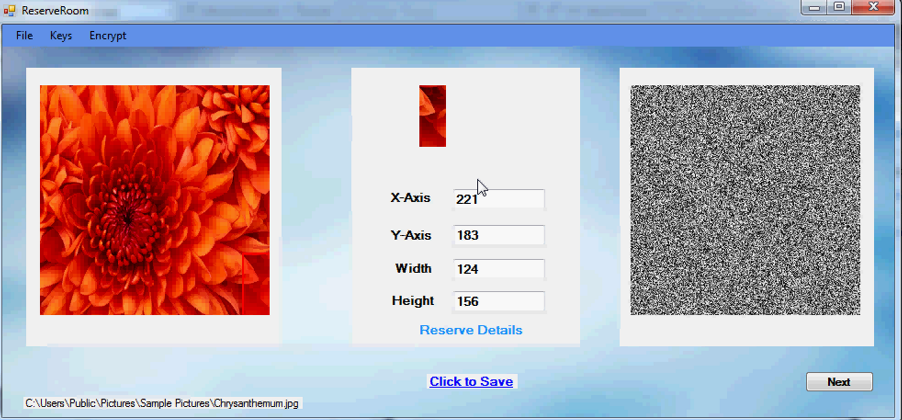 ReserveRoom
File Keys Encrypt
X-Axis 221
Y-Axis 183
Width 124
Height 156
Reserve Details
Click to Save
Next
C:\Users\Public\Pictures\Sample Pictures\Chrysanthemum.jpg